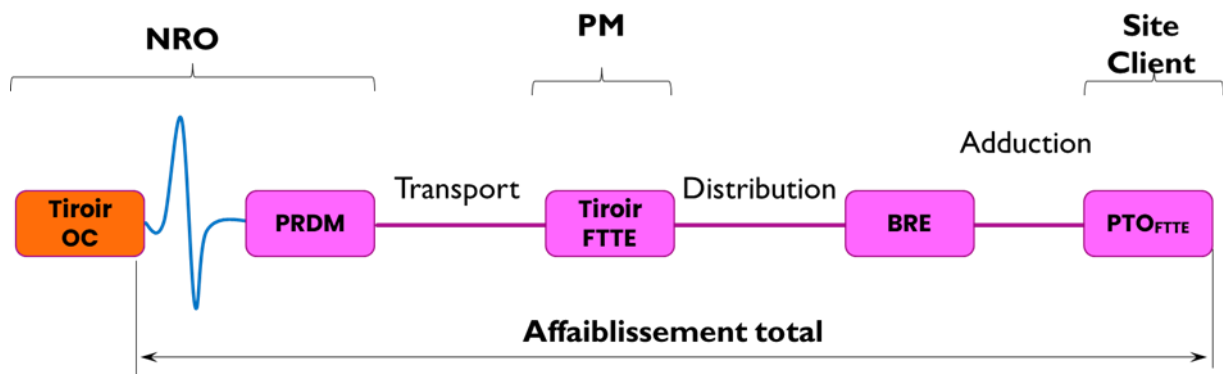 NRO
PM
Site
Client
Adduction
Transport
Distribution
Tiroir
OC
PRDM
Tiroir
FTTE
BRE
PTOFTTE
Affaiblissement total